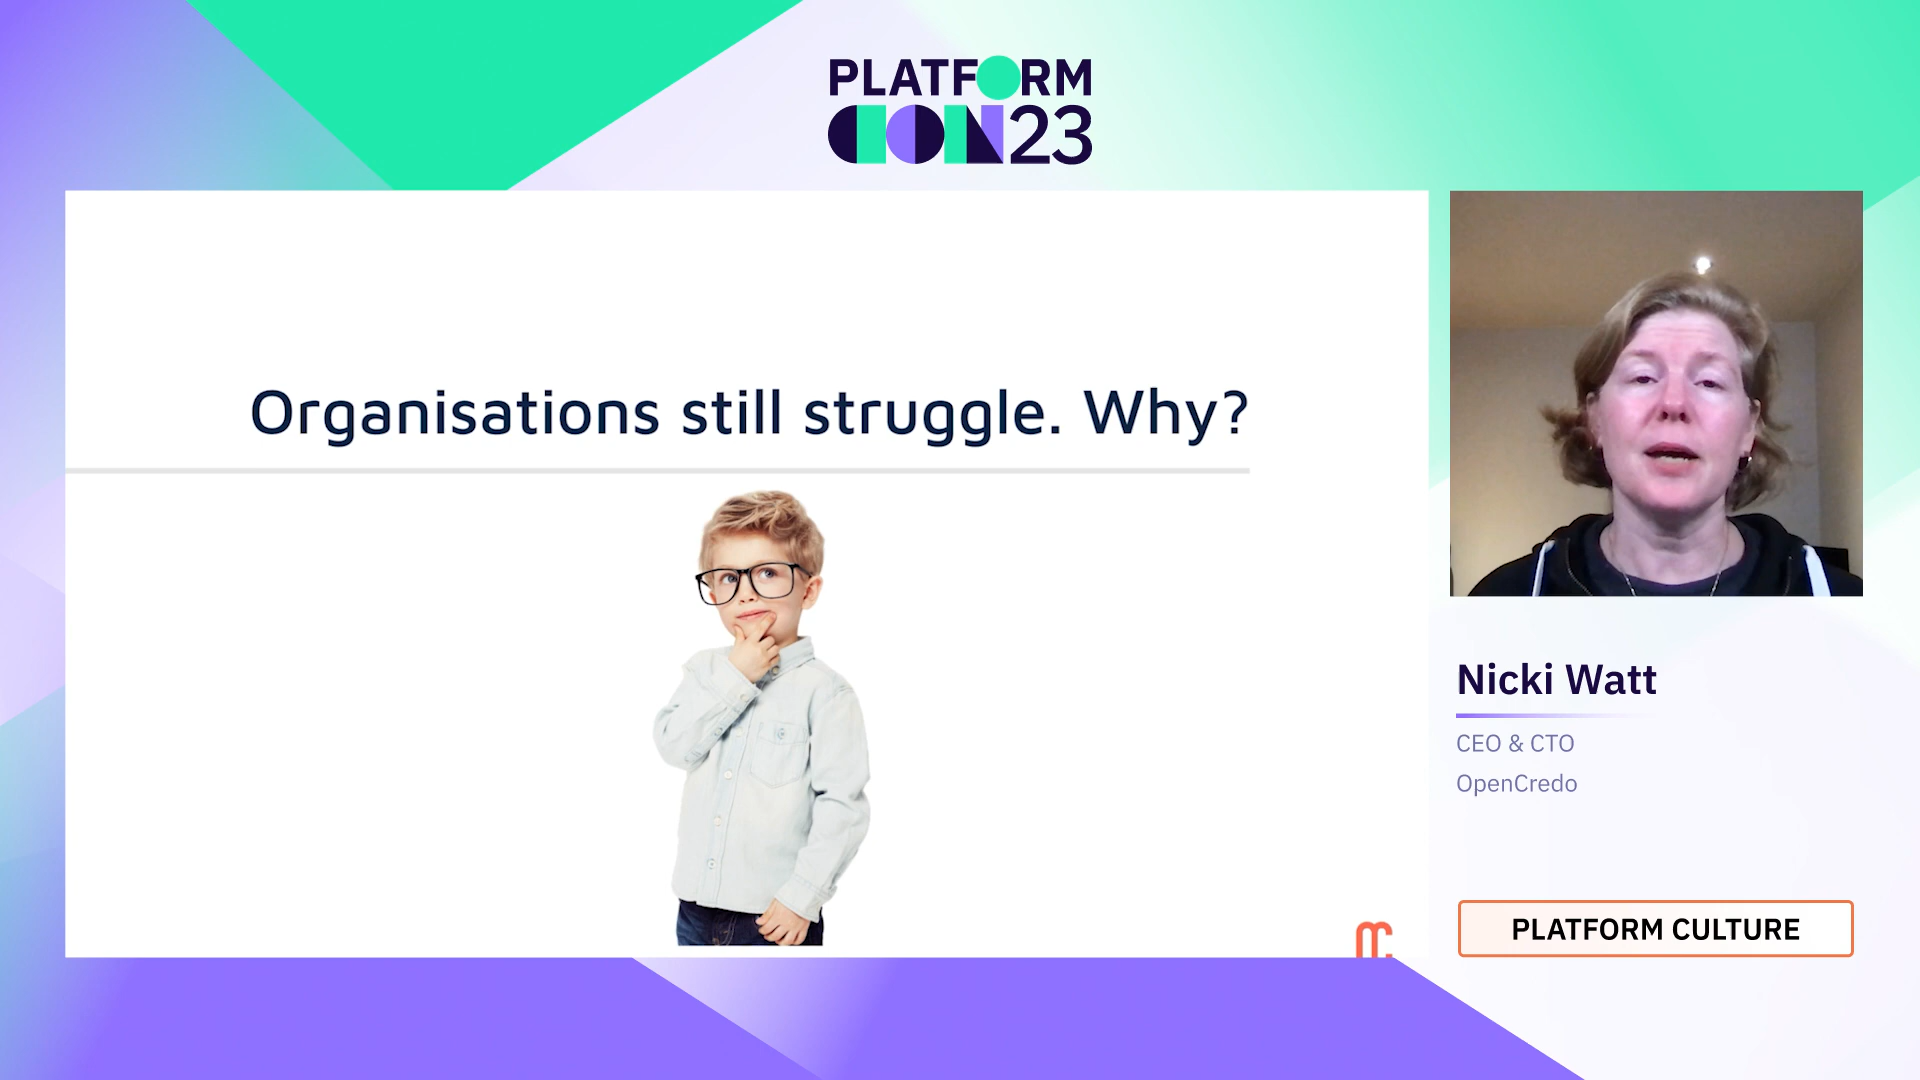 PLATFORM
CON23
Organisations still struggle. Why?
Nicki Watt
CEO & CTO
OpenCredo
PLATFORM CULTURE